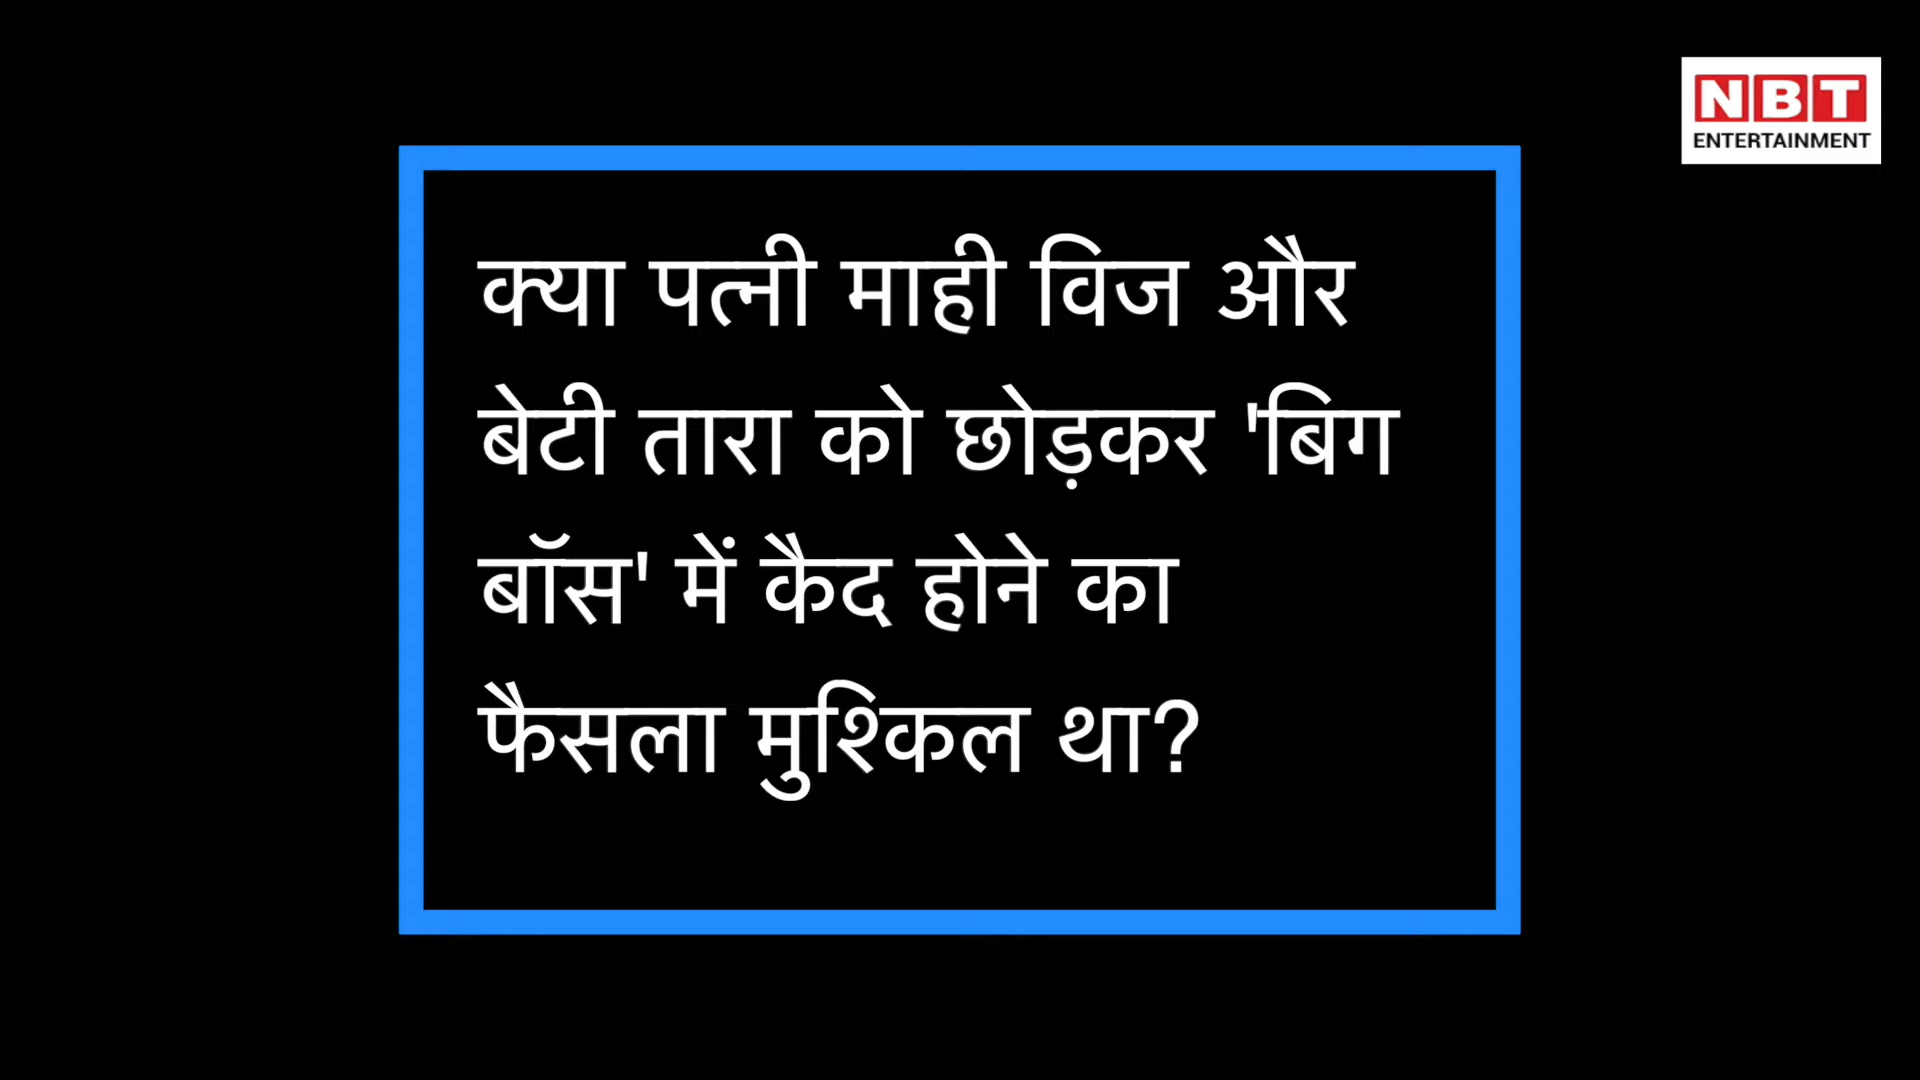 NBT
ENTERTAINMENT
क्या पत्नी माही विज और
बेटी तारा को छोड़कर 'बिग
बॉस' में कैद होने का
फैसला मुश्किल था?